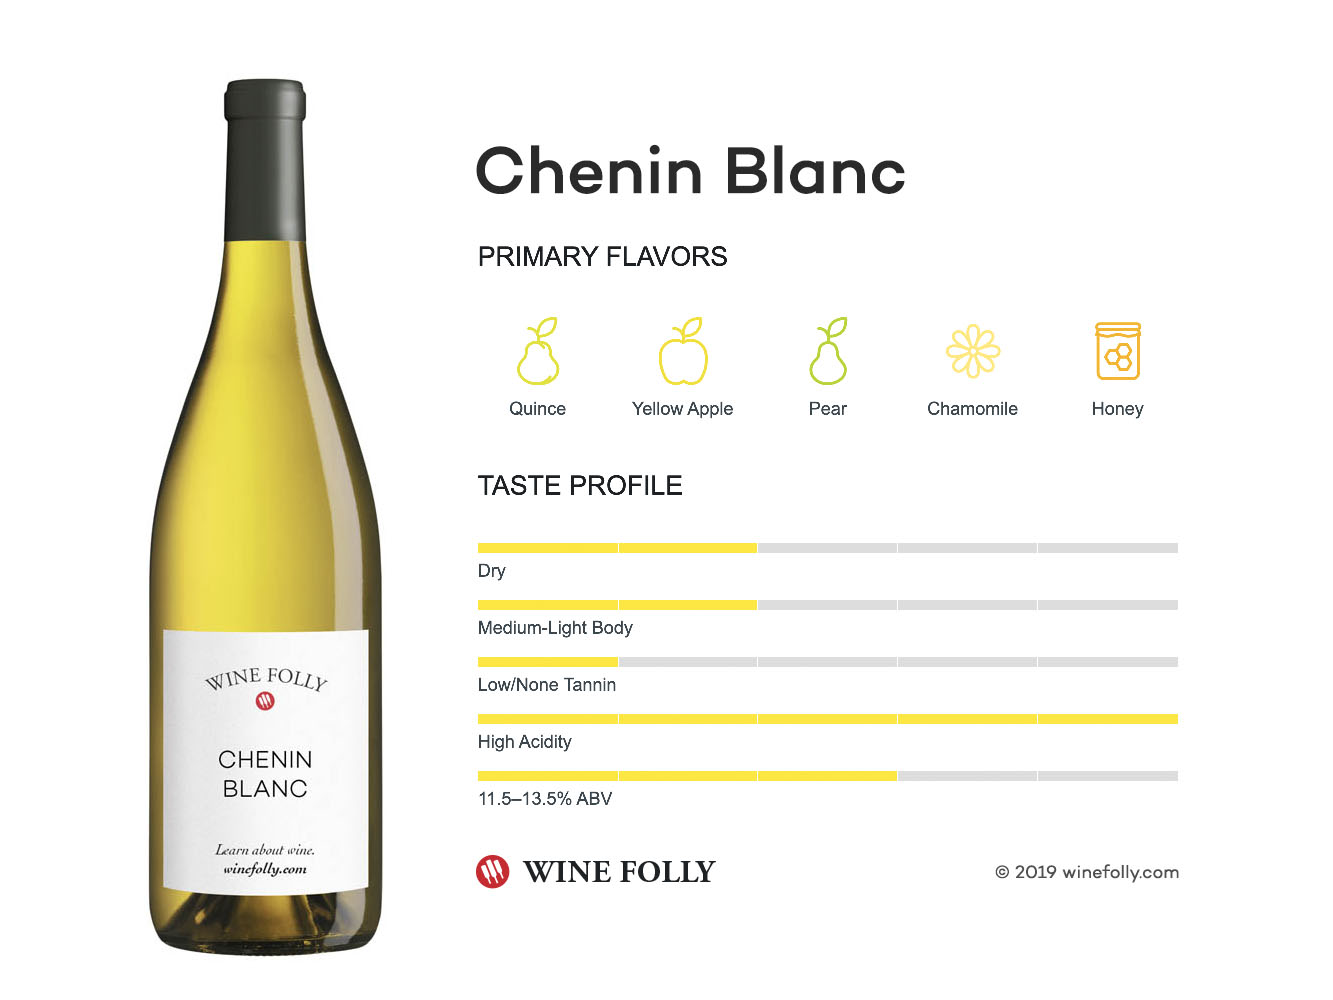 Chenin Blanc
PRIMARY FLAVORS
Quince
Yellow Apple
Pear
Chamomile
Honey
TASTE PROFILE
Dry
Medium-Light Body
Low/None Tannin
High Acidity
11.5–13.5% ABV
WINE FOLLY
© 2019 winefolly.com
WINE FOLLY
CHENIN
BLANC
Learn about wine.
winefolly.com